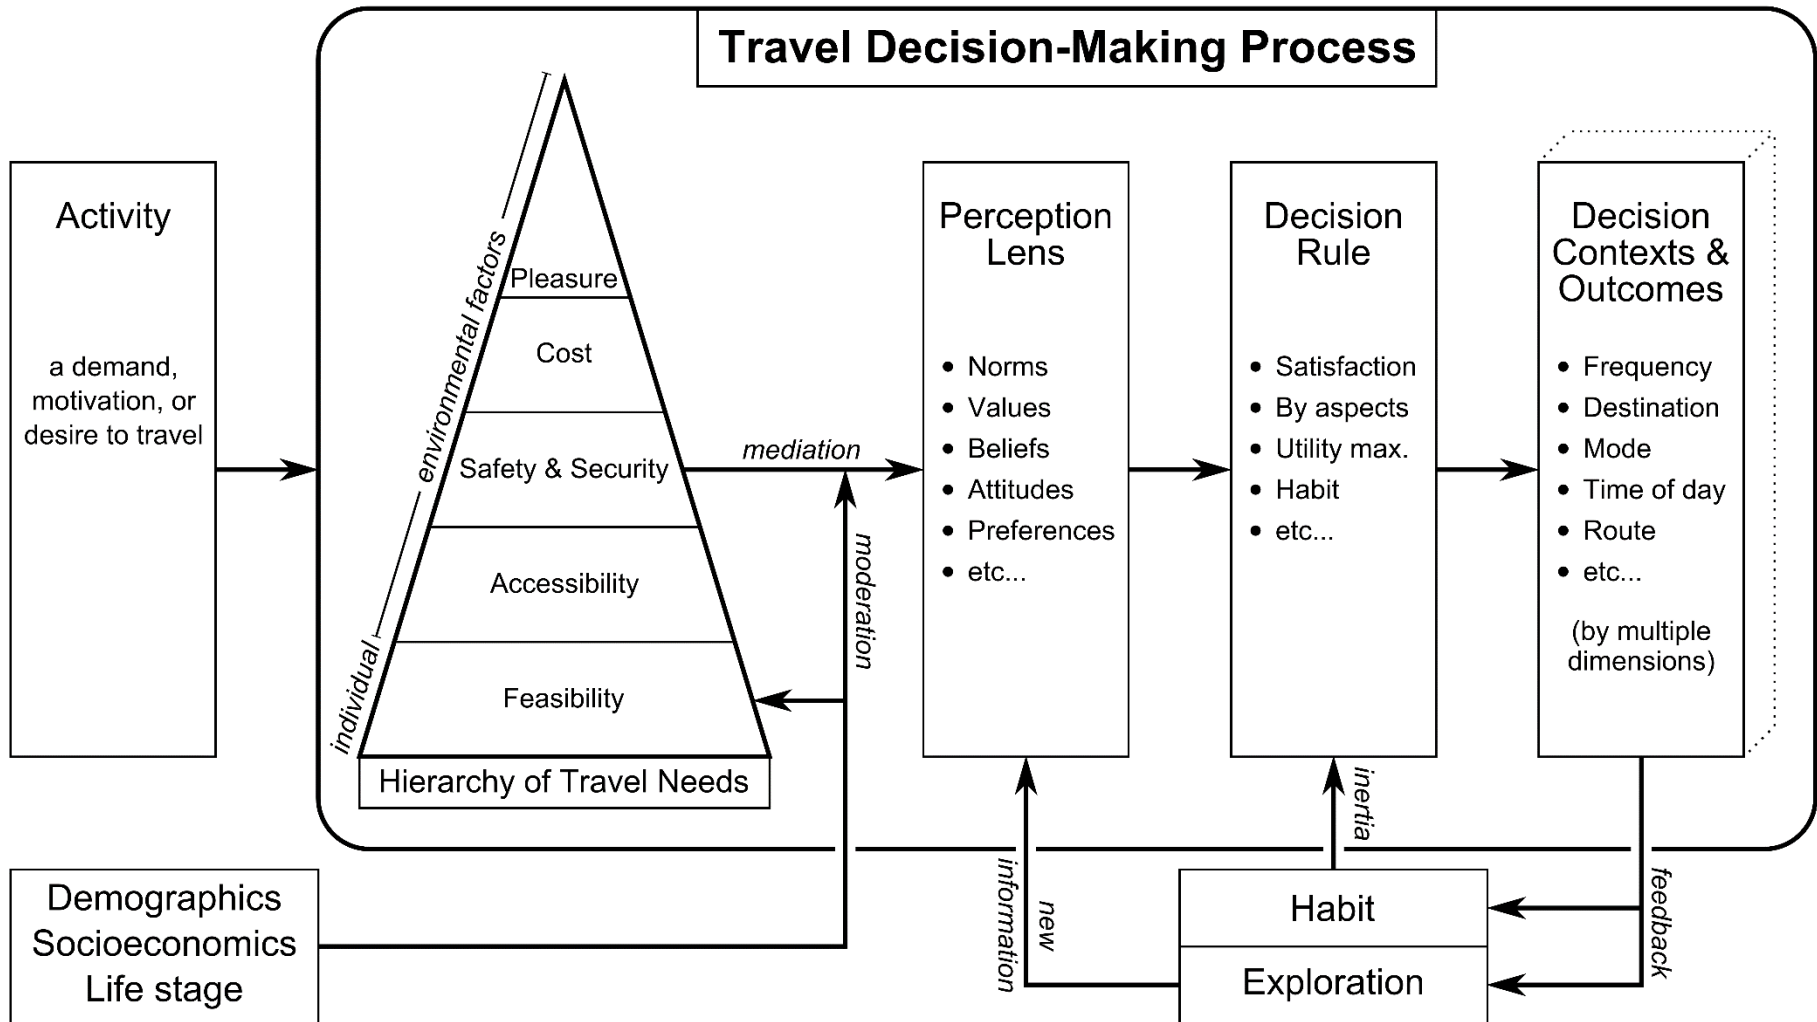 Travel Decision-Making Process
Activity
a demand,
motivation, or
desire to travel
individual
environmental factors
Pleasure
Cost
Safety & Security
Accessibility
Feasibility
Hierarchy of Travel Needs
mediation
moderation
Perception
Lens
• Norms
• Values
• Beliefs
• Attitudes
• Preferences
• etc...
Decision
Rule
• Satisfaction
• By aspects
• Utility max.
• Habit
• etc...
Decision
Contexts &
Outcomes
• Frequency
• Destination
• Mode
• Time of day
• Route
• etc...
(by multiple
dimensions)
Demographics
Socioeconomics
Life stage
new
information
inertia
Habit
Exploration
feedback